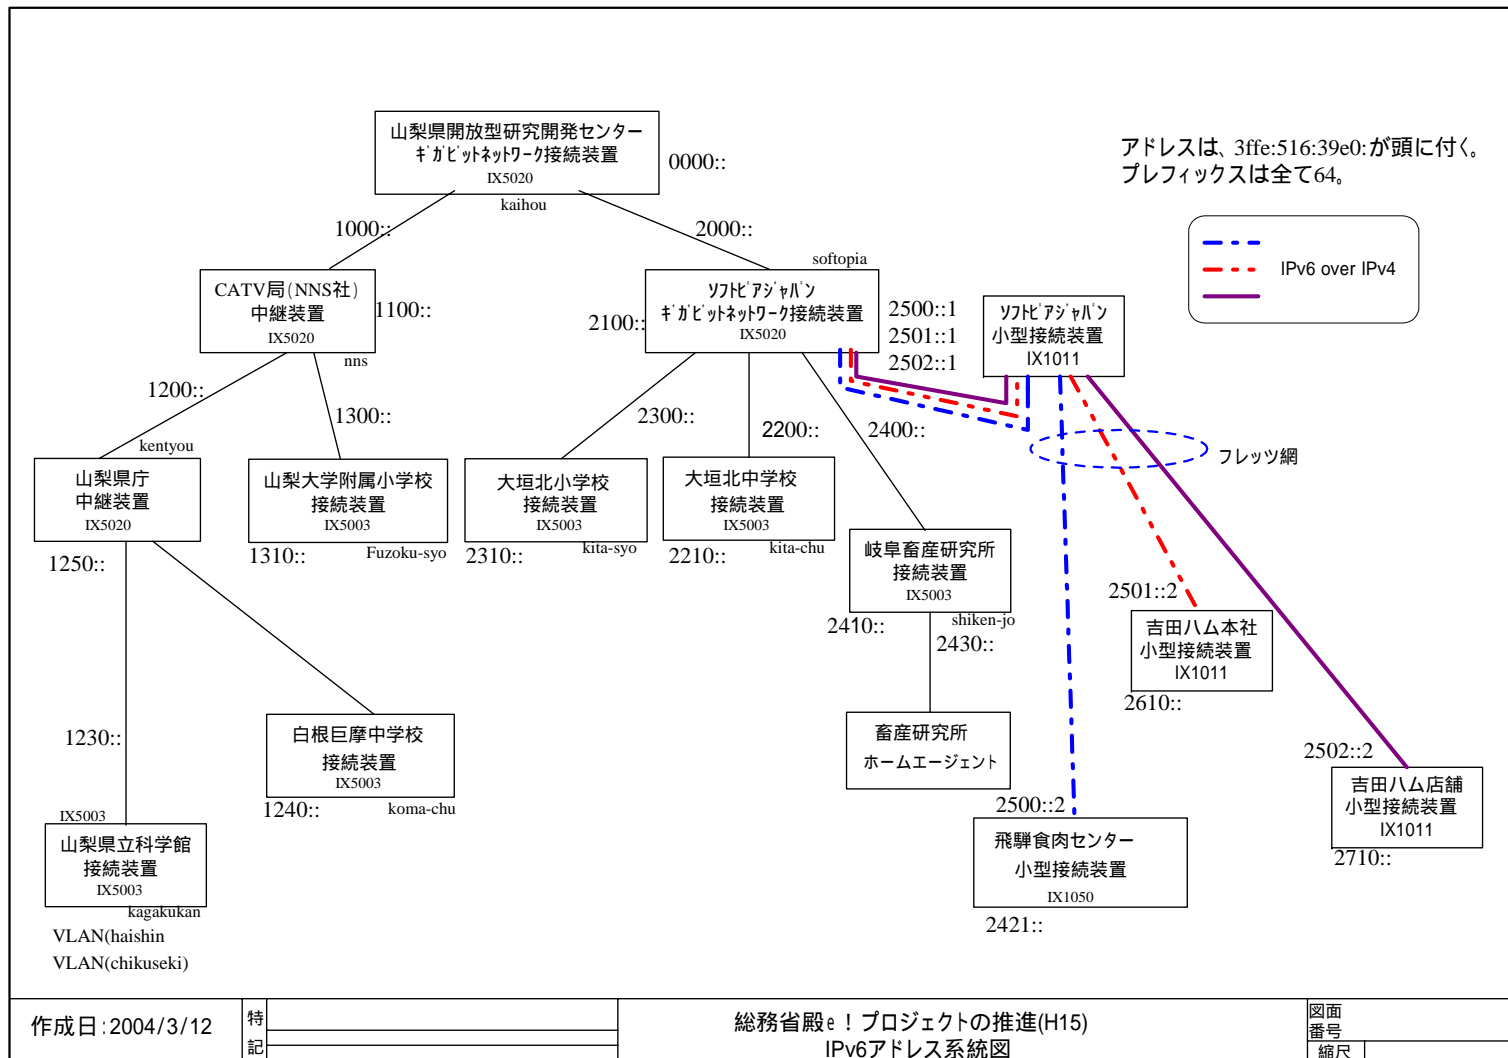 山梨県開放型研究開発センター
ｷﾞｶﾞﾋﾞｯﾄﾈｯﾄﾜｰｸ接続装置
IX5020
0000::
kaihou
アドレスは、3ffe:516:39e0:が頭に付く。
プレフィックスは全て64。
IPv6 over IPv4
1000::
2000::
softopia
CATV局(NNS社)
中継装置
IX5020
1100::
nns
2100::
ｿﾌﾄﾋﾟｱｼﾞｬﾊﾟﾝ
ｷﾞｶﾞﾋﾞｯﾄﾈｯﾄﾜｰｸ接続装置
IX5020
2500::1
2501::1
2502::1
ｿﾌﾄﾋﾟｱｼﾞｬﾊﾟﾝ
小型接続装置
IX1011
1200::
1300::
2300::
2200::
2400::
フレッツ網
kentyou
山梨県庁
中継装置
IX5020
1250::
山梨大学附属小学校
接続装置
IX5003
1310::
Fuzoku-syo
大垣北小学校
接続装置
IX5003
2310::
kita-syo
大垣北中学校
接続装置
IX5003
2210::
kita-chu
岐阜畜産研究所
接続装置
IX5003
2410::
shiken-jo
2430::
2501::2
吉田ハム本社
小型接続装置
IX1011
2610::
1230::
白根巨摩中学校
接続装置
IX5003
1240::
koma-chu
畜産研究所
ホームエージェント
2502::2
吉田ハム店舗
小型接続装置
IX1011
2710::
2500::2
飛騨食肉センター
小型接続装置
IX1050
2421::
IX5003
山梨県立科学館
接続装置
IX5003
kagakukan
VLAN(haishin
VLAN(chikuseki)
作成日:2004/3/12
特
記
総務省殿e！プロジェクトの推進(H15)
IPv6アドレス系統図
図面
番号
縮尺